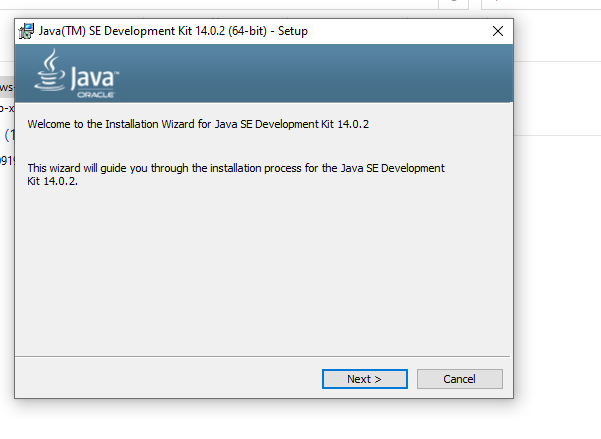 Java(TM) SE Development Kit 14.0.2 (64-bit) - Setup
Java™
ORACLE
Welcome to the Installation Wizard for Java SE Development Kit 14.0.2
This wizard will guide you through the installation process for the Java SE Development
Kit 14.0.2.
Next >
Cancel